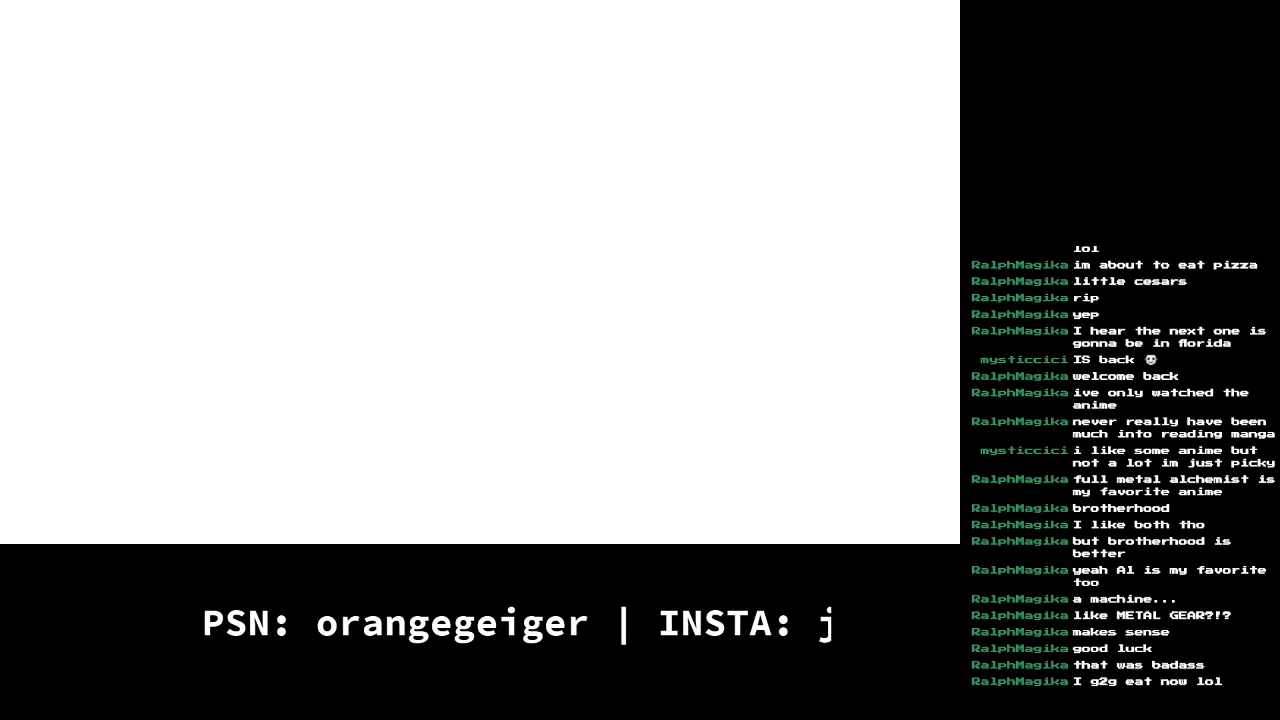 lol
RalphMagika im about to eat pizza
RalphMagika little cesars
RalphMagika rip
RalphMagika yep
RalphMagika I hear the next one is
gonna be in florida
mysticcici IS back
RalphMagika welcome back
RalphMagika ive only watched the
anime
RalphMagika never really have been
much into reading manga
mysticcici i like some anime but
not a lot im just picky
RalphMagika full metal alchemist is
my favorite anime
RalphMagika brotherhood
RalphMagika I like both tho
RalphMagika but brotherhood is
better
RalphMagika yeah Al is my favorite
too
RalphMagika a machine...
RalphMagika like METAL GEAR?!?
RalphMagika makes sense
RalphMagika good luck
RalphMagika that was badass
RalphMagika I g2g eat now lol
PSN: orangegeiger | INSTA: j